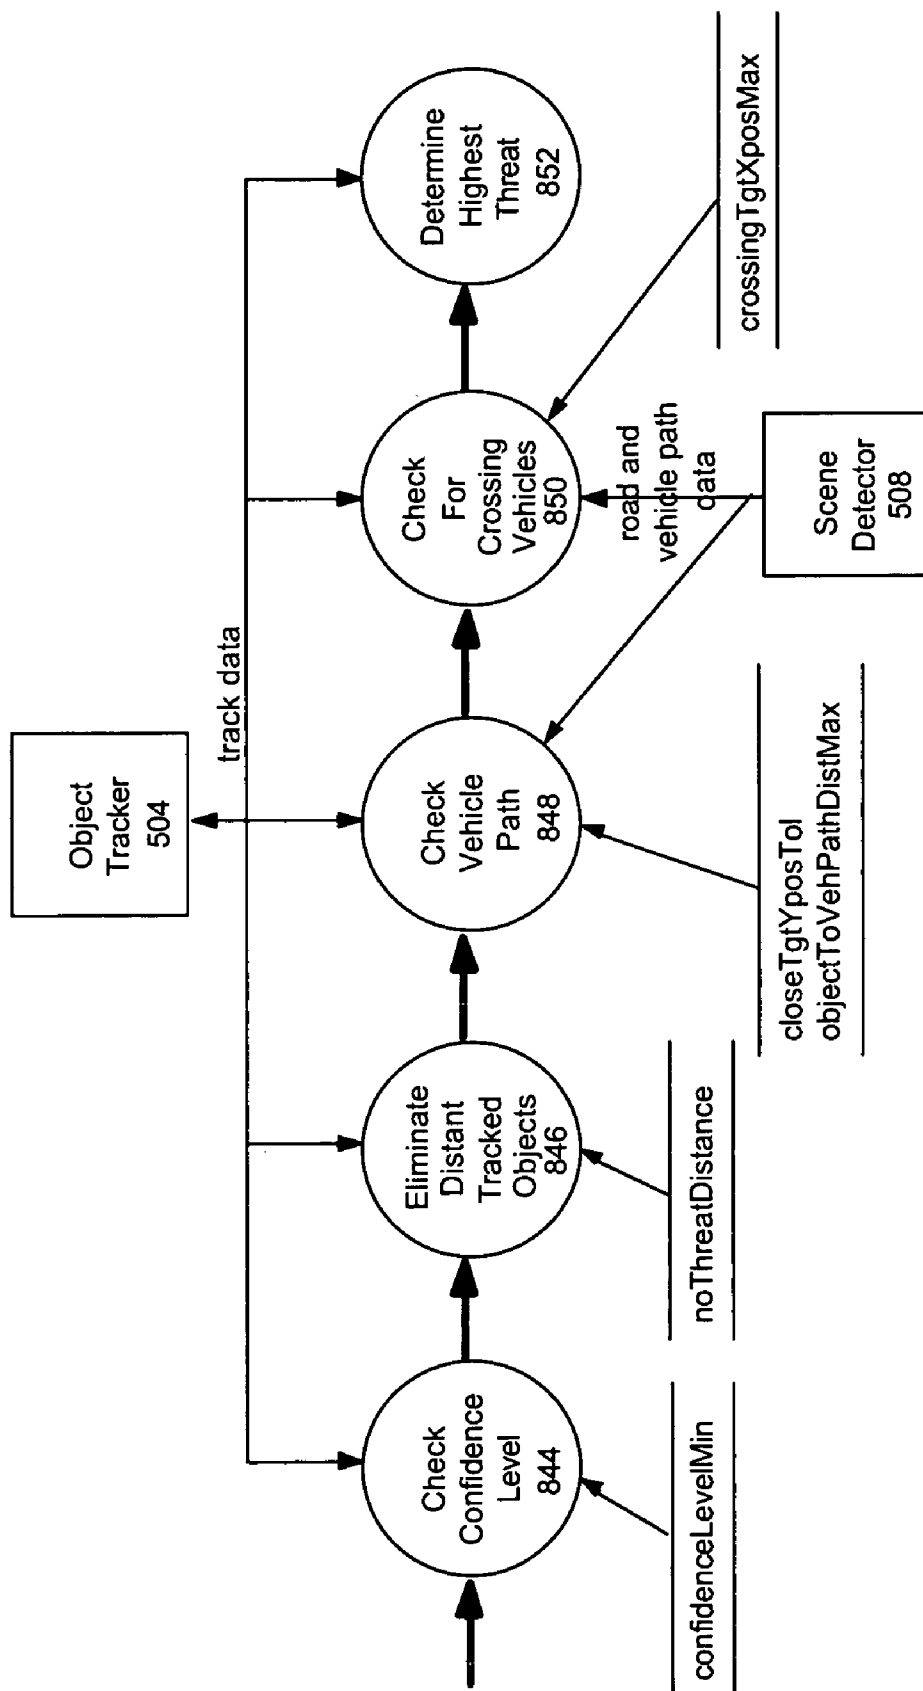 Object
Tracker
504
track data
Check
Confidence
Level
844
Eliminate
Distant
Tracked
Objects
846
Check
Vehicle
Path
848
Check
For
Crossing
Vehicles
850
Determine
Highest
Threat
852
road and
vehicle path
data
confidenceLevelMin
noThreatDistance
closeTgtYposTol
objectToVehPathDistMax
Scene
Detector
508
crossingTgtXposMax